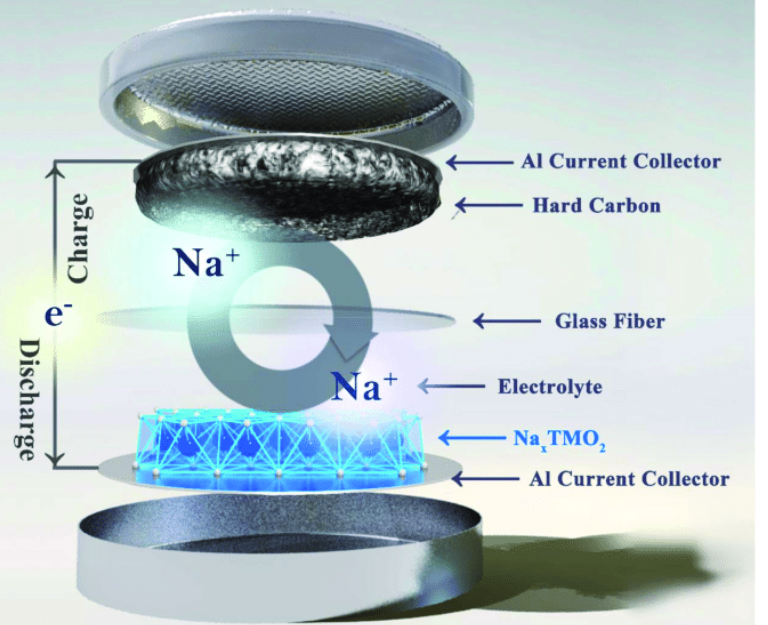 Al Current Collector
Hard Carbon
Charge
Na⁺
e⁻
Glass Fiber
Discharge
Na⁺
Electrolyte
NaₓTMO₂
Al Current Collector